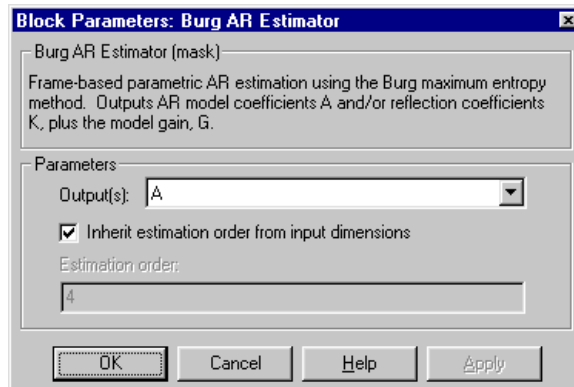 Block Parameters: Burg AR Estimator
Burg AR Estimator (mask)
Frame-based parametric AR estimation using the Burg maximum entropy
method.  Outputs AR model coefficients A and/or reflection coefficients
K, plus the model gain, G.
Parameters
Output(s): A
Inherit estimation order from input dimensions
Estimation order:
4
OK Cancel Help Apply